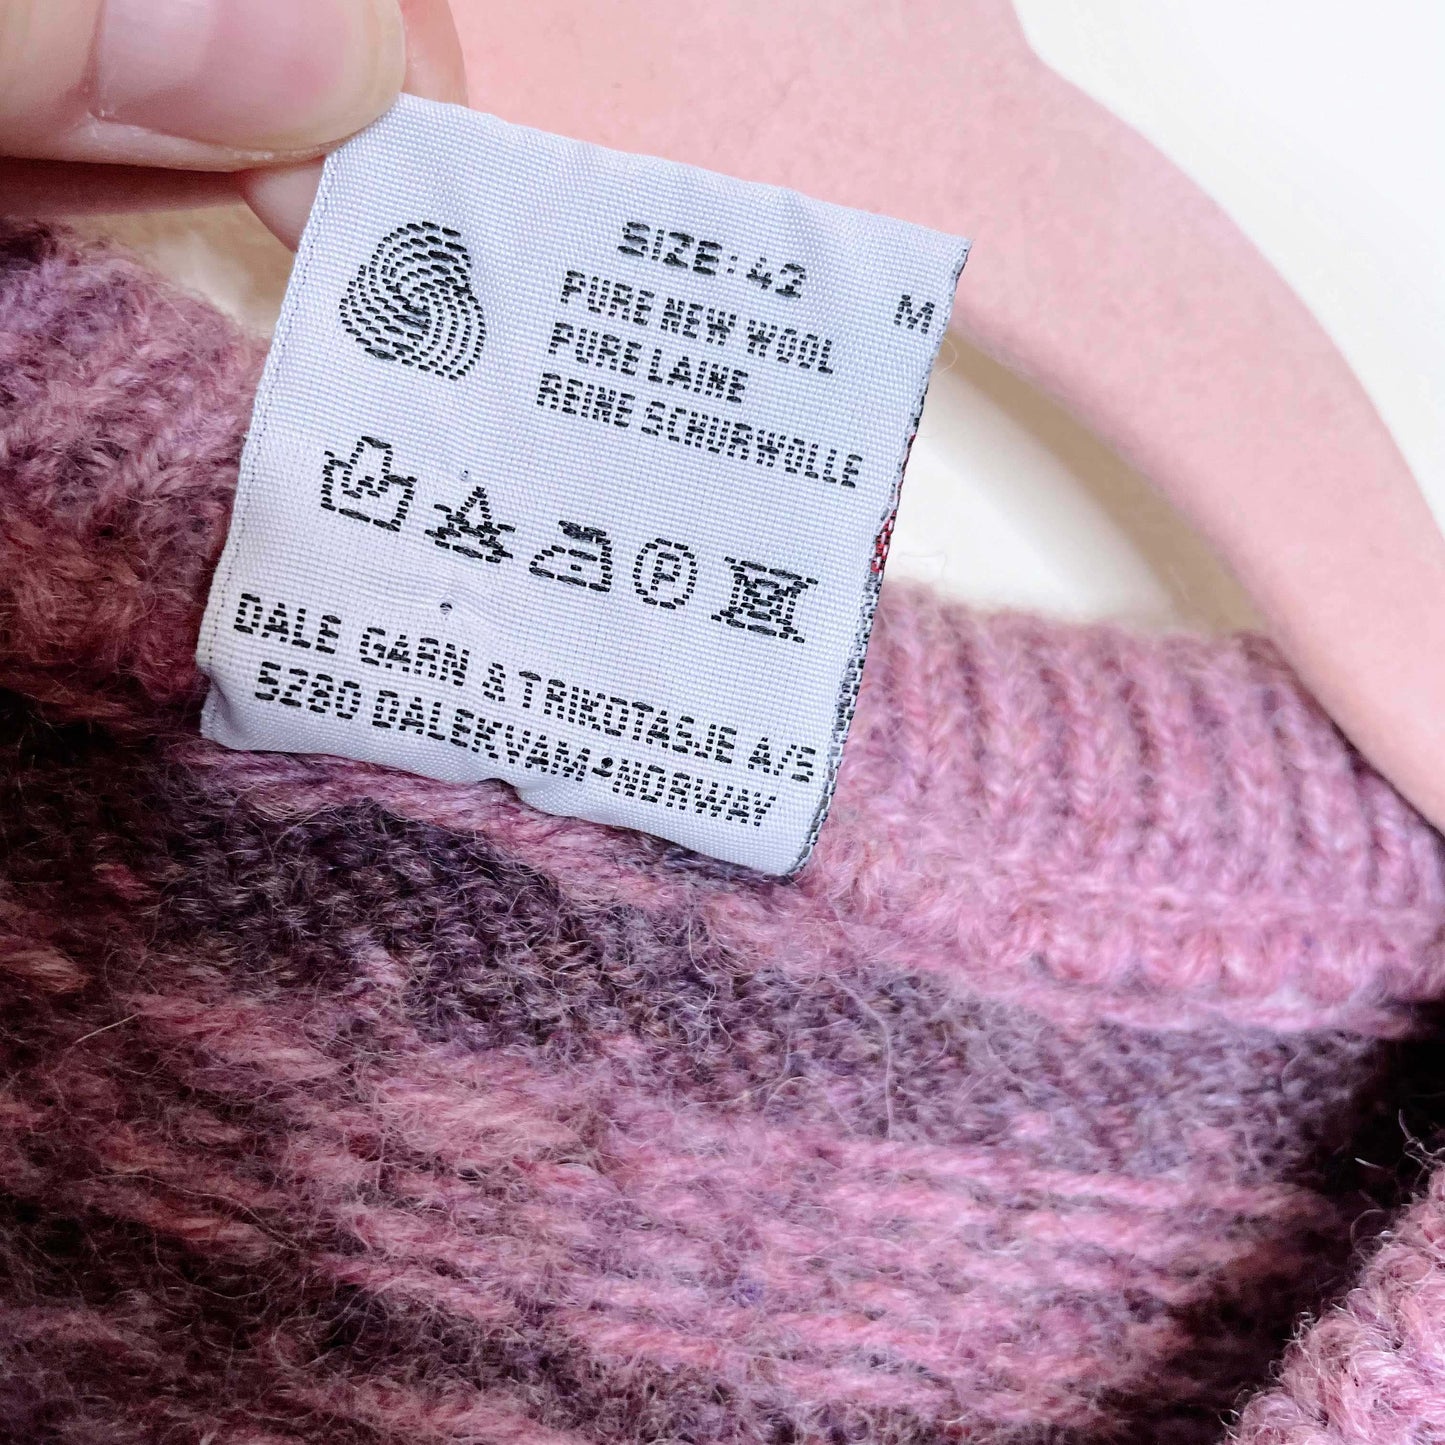 SIZE: 42
M
PURE NEW WOOL
PURE LAINE
REINE SCHURWOLLE
P
DALE GARN & TRIKOTASJE A/S
5280 DALEKVAM • NORWAY